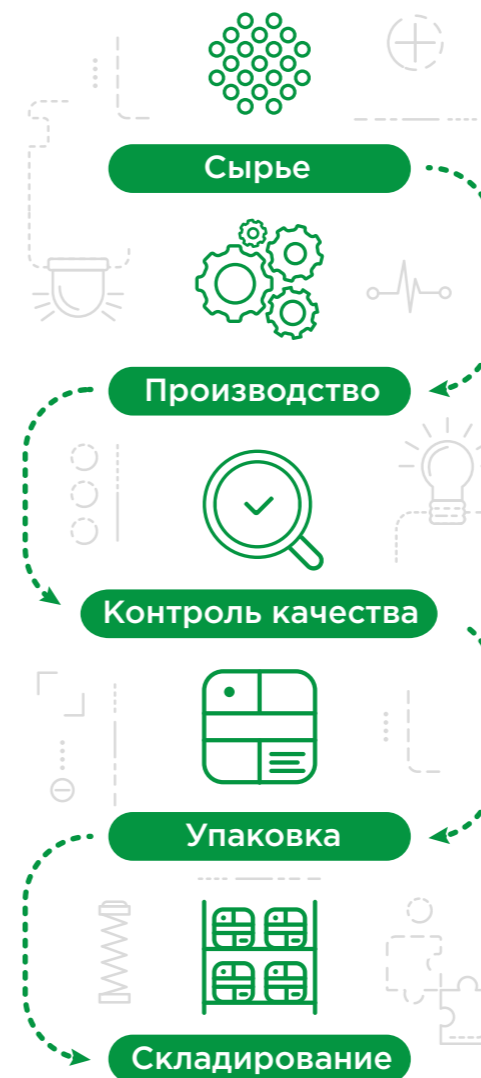 Сырье
Производство
Контроль качества
Упаковка
Складирование